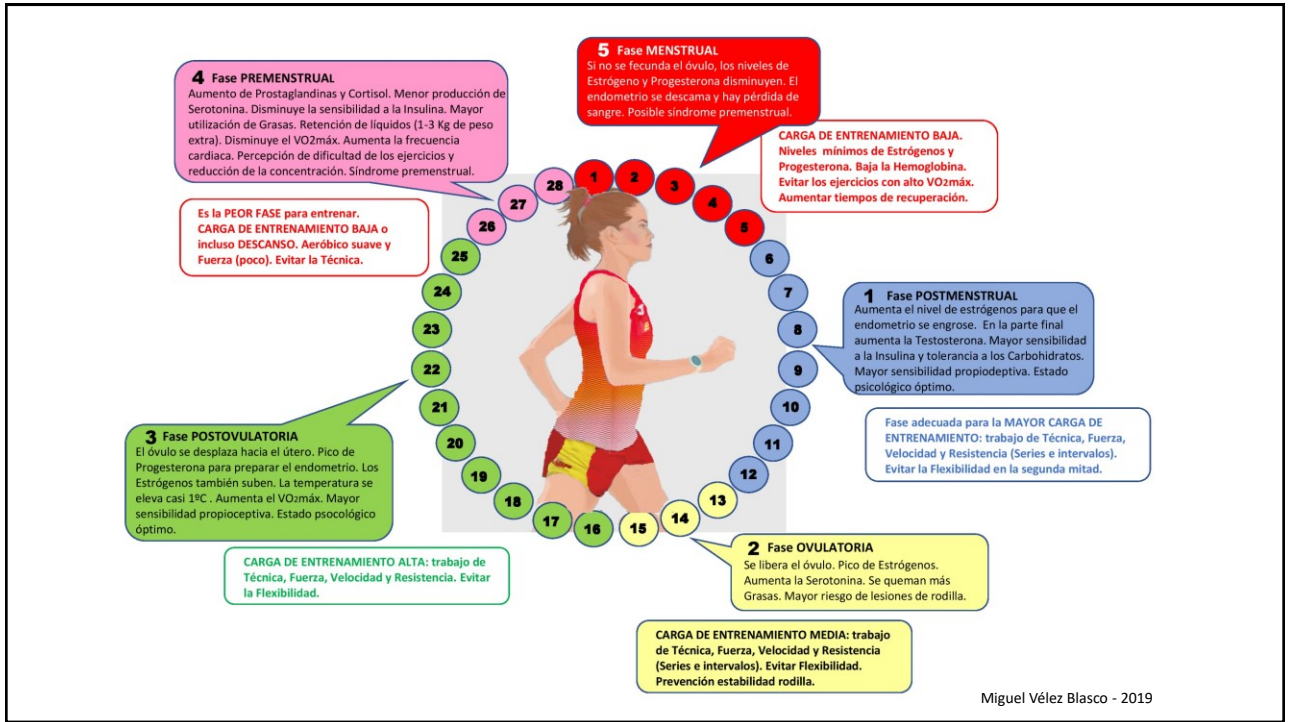 5 Fase MENSTRUAL
Si no se fecunda el óvulo, los niveles de
Estrógeno y Progesterona disminuyen. El
endometrio se descama y hay pérdida de
sangre. Posible síndrome premenstrual.
CARGA DE ENTRENAMIENTO BAJA.
Niveles mínimos de Estrógenos y
Progesterona. Baja la Hemoglobina.
Evitar los ejercicios con alto VO2máx.
Aumentar tiempos de recuperación.
4 Fase PREMENSTRUAL
Aumento de Prostaglandinas y Cortisol. Menor producción de
Serotonina. Disminuye la sensibilidad a la Insulina. Mayor
utilización de Grasas. Retención de líquidos (1-3 Kg de peso
extra). Disminuye el VO2máx. Aumenta la frecuencia
cardiaca. Percepción de dificultad de los ejercicios y
reducción de la concentración. Síndrome premenstrual.
Es la PEOR FASE para entrenar.
CARGA DE ENTRENAMIENTO BAJA o
incluso DESCANSO. Aeróbico suave y
Fuerza (poco). Evitar la Técnica.
1
2
3
4
5
6
7
8
9
10
11
12
13
14
15
16
17
18
19
20
21
22
23
24
25
26
27
28
1 Fase POSTMENSTRUAL
Aumenta el nivel de estrógenos para que el
endometrio se engrose. En la parte final
aumenta la Testosterona. Mayor sensibilidad
a la Insulina y tolerancia a los Carbohidratos.
Mayor sensibilidad propiodeptiva. Estado
psicológico óptimo.
Fase adecuada para la MAYOR CARGA DE
ENTRENAMIENTO: trabajo de Técnica, Fuerza,
Velocidad y Resistencia (Series e intervalos).
Evitar la Flexibilidad en la segunda mitad.
3 Fase POSTOVULATORIA
El óvulo se desplaza hacia el útero. Pico de
Progesterona para preparar el endometrio. Los
Estrógenos también suben. La temperatura se
eleva casi 1ºC . Aumenta el VO2máx. Mayor
sensibilidad propioceptiva. Estado psocológico
óptimo.
CARGA DE ENTRENAMIENTO ALTA: trabajo de
Técnica, Fuerza, Velocidad y Resistencia. Evitar
la Flexibilidad.
2 Fase OVULATORIA
Se libera el óvulo. Pico de Estrógenos.
Aumenta la Serotonina. Se queman más
Grasas. Mayor riesgo de lesiones de rodilla.
CARGA DE ENTRENAMIENTO MEDIA: trabajo
de Técnica, Fuerza, Velocidad y Resistencia
(Series e intervalos). Evitar Flexibilidad.
Prevención estabilidad rodilla.
Miguel Vélez Blasco - 2019